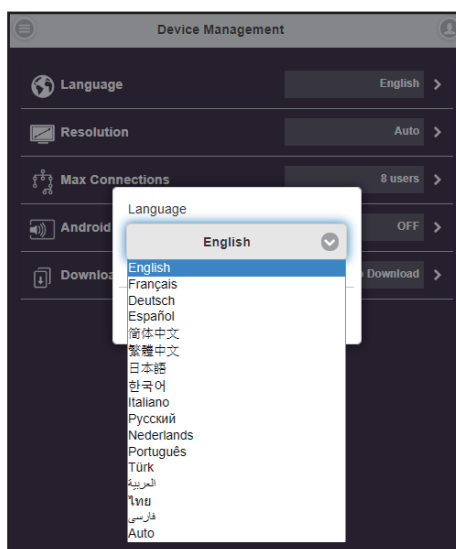 Device Management
Language English
Resolution Auto
Max Connections 8 users
Language
Android OFF
English
Download
English
Français
Deutsch
Español
简体中文
繁體中文
日本語
한국어
Italiano
Русский
Nederlands
Português
Türk
العربية
ไทย
فارسی
Auto